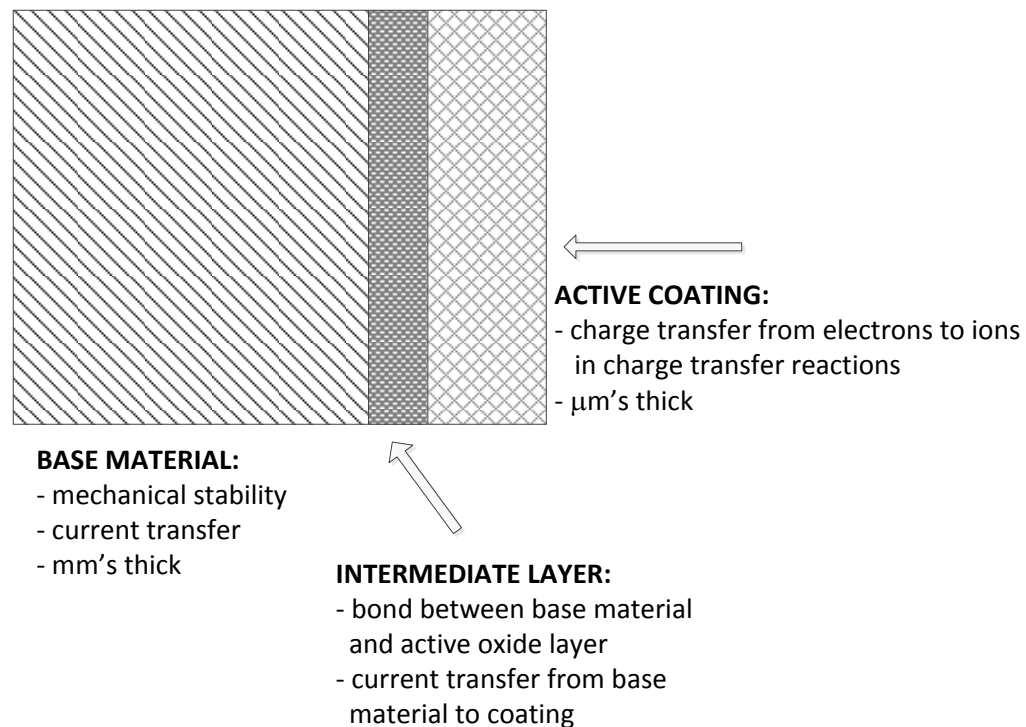 ACTIVE COATING:
- charge transfer from electrons to ions
in charge transfer reactions
- μm's thick
BASE MATERIAL:
- mechanical stability
- current transfer
- mm's thick
INTERMEDIATE LAYER:
- bond between base material
and active oxide layer
- current transfer from base
material to coating